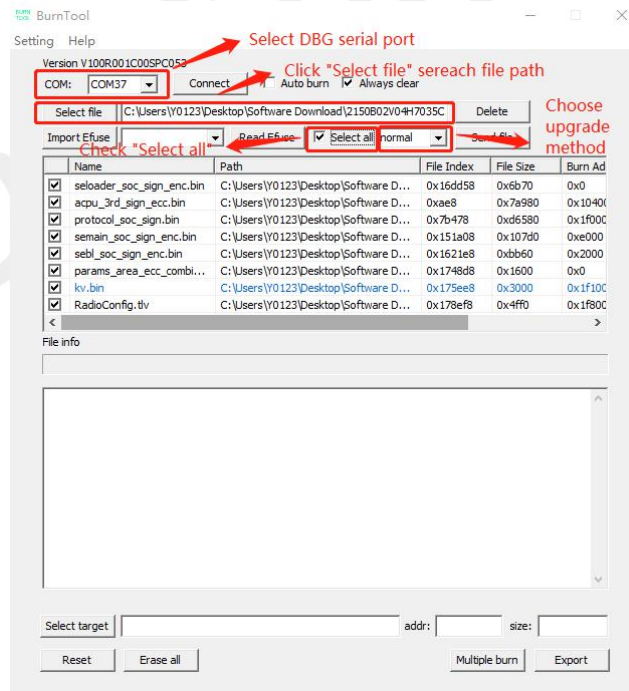 BURN TOOL BurnTool
Setting Help
Select DBG serial port
Version V100R001C00SPC053
Click "Select file" sereach file path
COM: COM37 Connect Auto burn Always clear
Select file C:\Users\Y0123\Desktop\Software Download\2150B02V04H7035C Delete
Choose upgrade method
Import Efuse Read Efuse Select all normal Send file
Check "Select all"
Name Path File Index File Size Burn Ad
seloader_soc_sign_enc.bin C:\Users\Y0123\Desktop\Software D... 0x16dd58 0x6b70 0x0
acpu_3rd_sign_ecc.bin C:\Users\Y0123\Desktop\Software D... 0xae8 0x7a980 0x10400
protocol_soc_sign.bin C:\Users\Y0123\Desktop\Software D... 0x7b478 0xd6580 0x1f000
semain_soc_sign_enc.bin C:\Users\Y0123\Desktop\Software D... 0x151a08 0x107d0 0xe000
sebl_soc_sign_enc.bin C:\Users\Y0123\Desktop\Software D... 0x1621e8 0xbb60 0x2000
params_area_ecc_combi... C:\Users\Y0123\Desktop\Software D... 0x1748d8 0x1600 0x0
kv.bin C:\Users\Y0123\Desktop\Software D... 0x175ee8 0x3000 0x1f100
RadioConfig.tlv C:\Users\Y0123\Desktop\Software D... 0x178ef8 0x4ff0 0x1f800
File info
Select target addr: size:
Reset Erase all Multiple burn Export